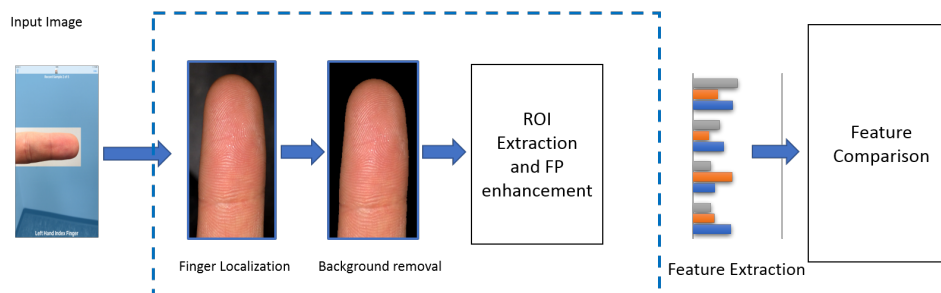 Input Image
Left Hand Index Finger
Finger Localization
Background removal
ROI
Extraction
and FP
enhancement
Feature Extraction
Feature
Comparison